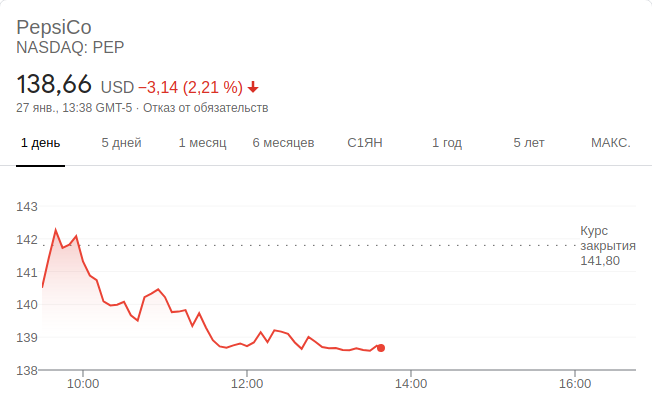 PepsiCo
NASDAQ: PEP
138,66 USD −3,14 (2,21 %)
27 янв., 13:38 GMT-5 · Отказ от обязательств
1 день 5 дней 1 месяц 6 месяцев С1ЯН 1 год 5 лет МАКС.
143
142
141
140
139
138
Курс
закрытия
141,80
10:00 12:00 14:00 16:00